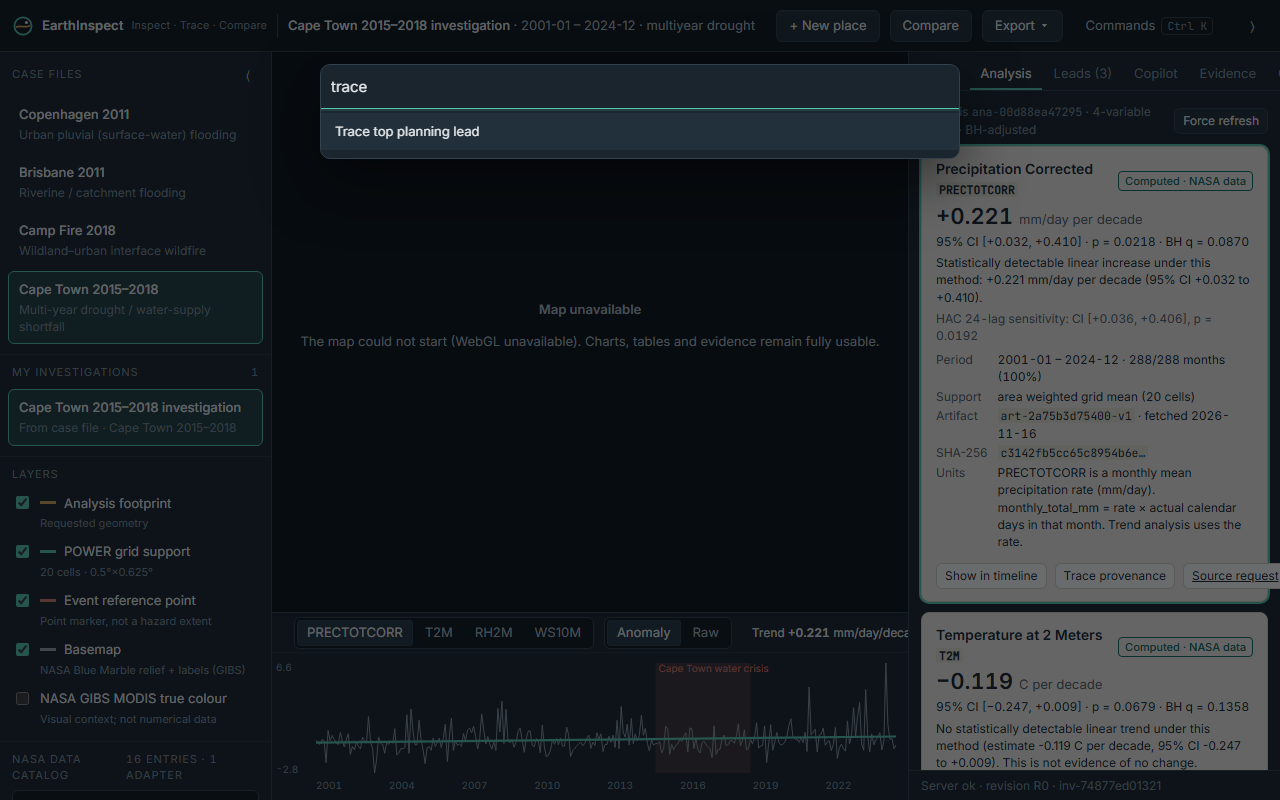 EarthInspect Inspect · Trace · Compare
Cape Town 2015–2018 investigation · 2001-01 – 2024-12 · multiyear drought
+ New place
Compare
Export
Commands Ctrl K
CASE FILES
Copenhagen 2011
Urban pluvial (surface-water) flooding
Brisbane 2011
Riverine / catchment flooding
Camp Fire 2018
Wildland–urban interface wildfire
Cape Town 2015–2018
Multi-year drought / water-supply
shortfall
MY INVESTIGATIONS 1
Cape Town 2015–2018 investigation
From case file · Cape Town 2015–2018
LAYERS
Analysis footprint
Requested geometry
POWER grid support
20 cells · 0.5°×0.625°
Event reference point
Point marker, not a hazard extent
Basemap
NASA Blue Marble relief + labels (GIBS)
NASA GIBS MODIS true colour
Visual context; not numerical data
NASA DATA
CATALOG
16 ENTRIES · 1
ADAPTER
trace
Trace top planning lead
Map unavailable
The map could not start (WebGL unavailable). Charts, tables and evidence remain fully usable.
PRECTOTCORR T2M RH2M WS10M
Anomaly Raw
Trend +0.221 mm/day/deca
6.6
Cape Town water crisis
−2.8
2001 2004 2007 2010 2013 2016 2019 2022
Analysis Leads (3) Copilot Evidence
ana-00d88ea47295 · 4-variable
· BH-adjusted
Force refresh
Precipitation Corrected
PRECTOTCORR
Computed · NASA data
+0.221 mm/day per decade
95% CI [+0.032, +0.410] · p = 0.0218 · BH q = 0.0870
Statistically detectable linear increase under this
method: +0.221 mm/day per decade (95% CI +0.032 to
+0.410).
HAC 24-lag sensitivity: CI [+0.036, +0.406], p =
0.0192
Period 2001-01 – 2024-12 · 288/288 months
(100%)
Support area weighted grid mean (20 cells)
Artifact art-2a75b3d75400-v1 · fetched 2026-
11-16
SHA-256 c3142fb5cc65c8954b6e…
Units PRECTOTCORR is a monthly mean
precipitation rate (mm/day).
monthly_total_mm = rate × actual calendar
days in that month. Trend analysis uses the
rate.
Show in timeline
Trace provenance
Source request
Temperature at 2 Meters
T2M
Computed · NASA data
−0.119 C per decade
95% CI [−0.247, +0.009] · p = 0.0679 · BH q = 0.1358
No statistically detectable linear trend under this
method (estimate -0.119 C per decade, 95% CI -0.247
to +0.009). This is not evidence of no change.
Server ok · revision R0 · inv-74877ed01321